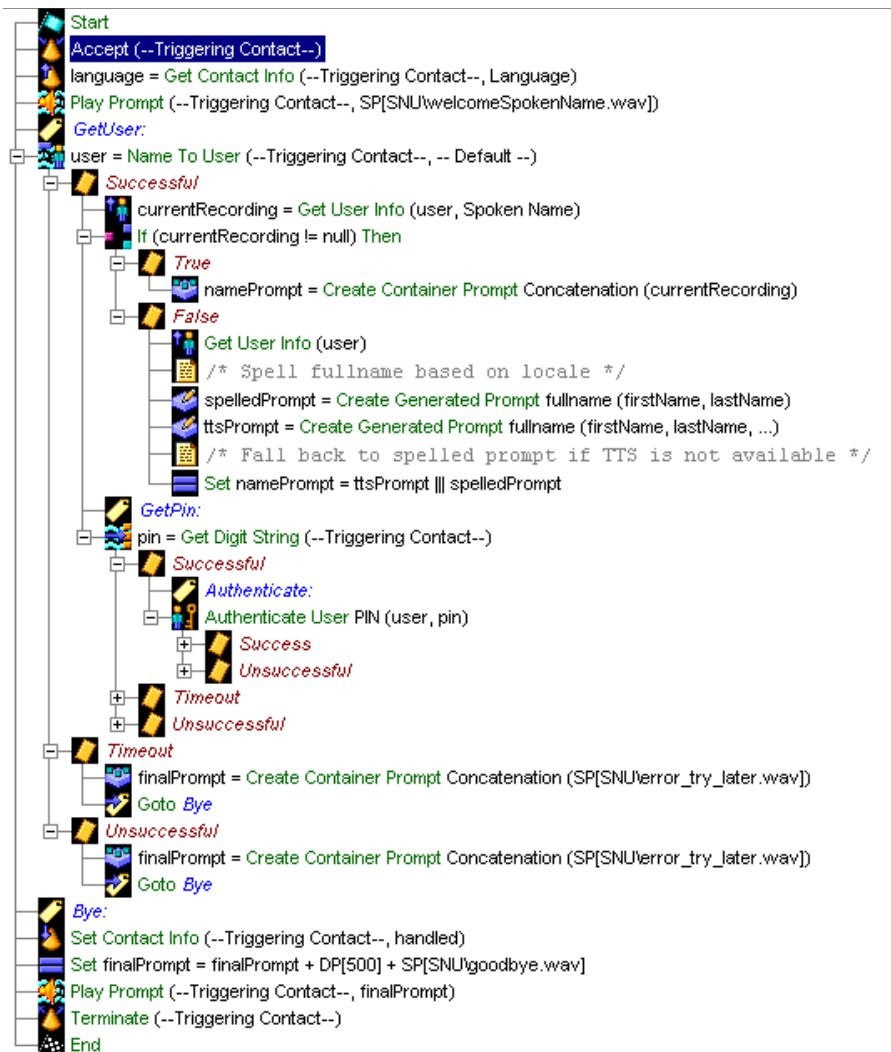 Start
Accept (--Triggering Contact--)
language = Get Contact Info (--Triggering Contact--, Language)
Play Prompt (--Triggering Contact--, SP[SNU\welcomeSpokenName.wav])
GetUser:
user = Name To User (--Triggering Contact--, -- Default --)
Successful
currentRecording = Get User Info (user, Spoken Name)
If (currentRecording != null) Then
True
namePrompt = Create Container Prompt Concatenation (currentRecording)
False
Get User Info (user)
/* Spell fullname based on locale */
spelledPrompt = Create Generated Prompt fullname (firstName, lastName)
ttsPrompt = Create Generated Prompt fullname (firstName, lastName, ...)
/* Fall back to spelled prompt if TTS is not available */
Set namePrompt = ttsPrompt ||| spelledPrompt
GetPin:
pin = Get Digit String (--Triggering Contact--)
Successful
Authenticate:
Authenticate User PIN (user, pin)
Success
Unsuccessful
Timeout
Unsuccessful
Timeout
finalPrompt = Create Container Prompt Concatenation (SP[SNU\error_try_later.wav])
Goto Bye
Unsuccessful
finalPrompt = Create Container Prompt Concatenation (SP[SNU\error_try_later.wav])
Goto Bye
Bye:
Set Contact Info (--Triggering Contact--, handled)
Set finalPrompt = finalPrompt + DP[500] + SP[SNU\goodbye.wav]
Play Prompt (--Triggering Contact--, finalPrompt)
Terminate (--Triggering Contact--)
End